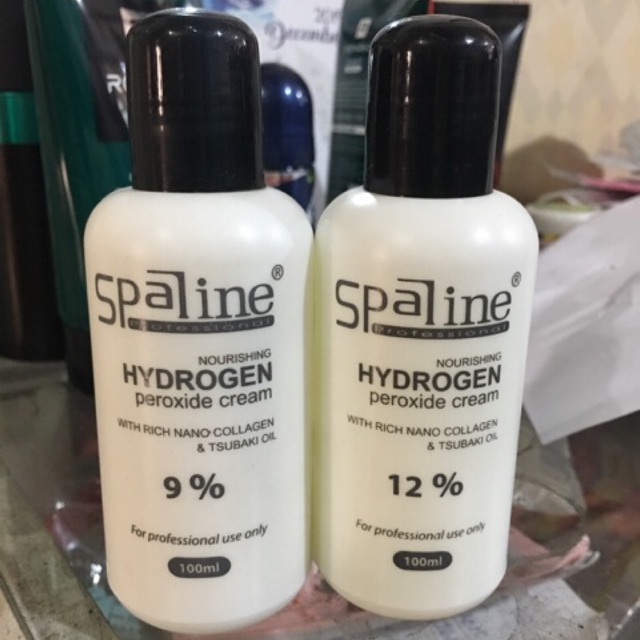 Spaline®
Professional
NOURISHING
HYDROGEN
peroxide cream
WITH RICH NANO COLLAGEN
& TSUBAKI OIL
9 %
For professional use only
100ml
Spaline®
Professional
NOURISHING
HYDROGEN
peroxide cream
WITH RICH NANO COLLAGEN
& TSUBAKI OIL
12 %
For professional use only
100ml